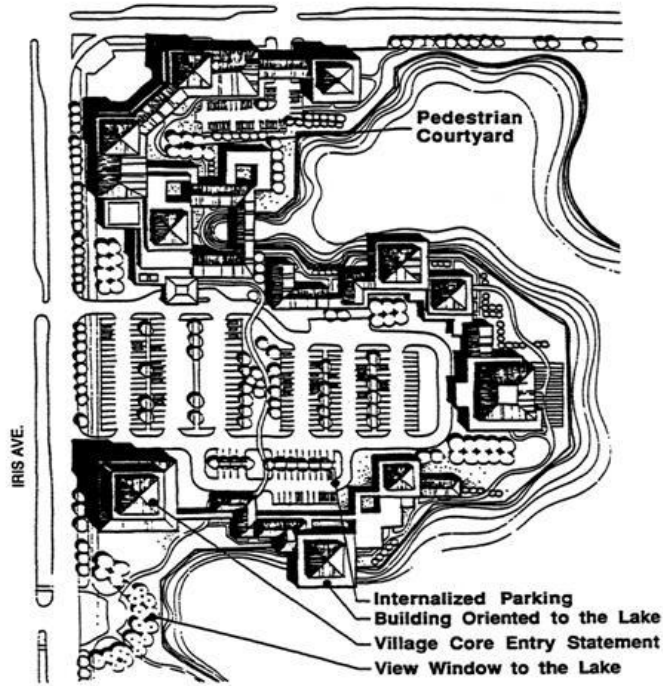 Pedestrian
Courtyard
IRIS AVE.
Internalized Parking
Building Oriented to the Lake
Village Core Entry Statement
View Window to the Lake